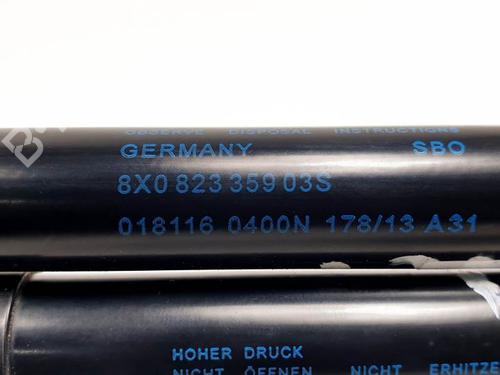 OBSERVE DISPOSAL INSTRUCTIONS
GERMANY SBO
8X0 823 359 03S
018116 0400N 178/13 A31
HOHER DRUCK
NICHT ÖFFNEN NICHT ERHITZE